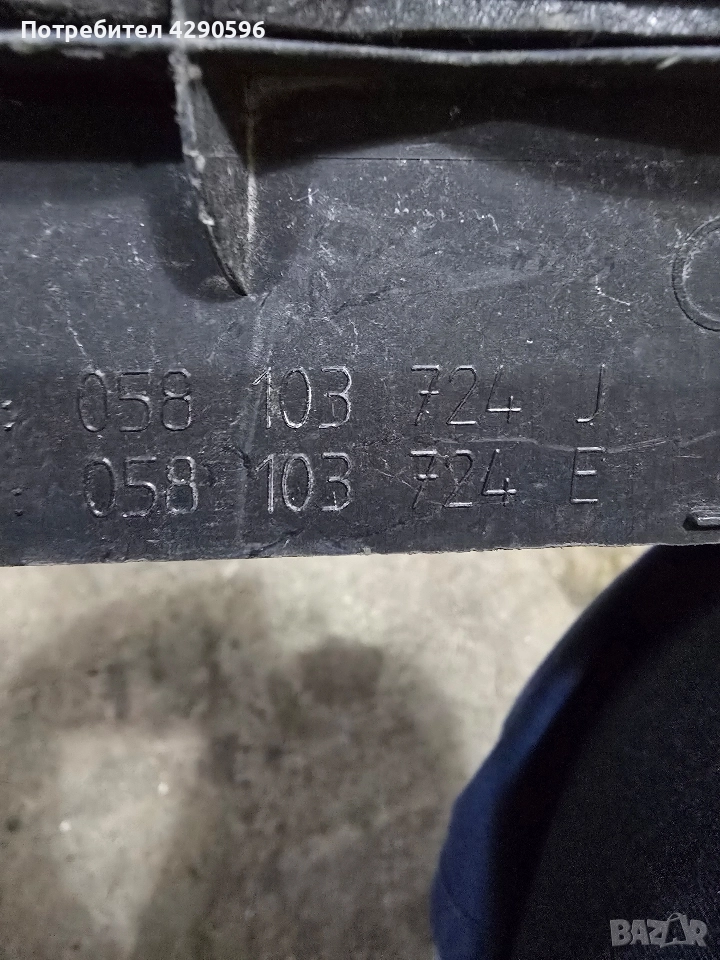 Потребител 4290596
058 103 724 J
058 103 724 E
BAZAR